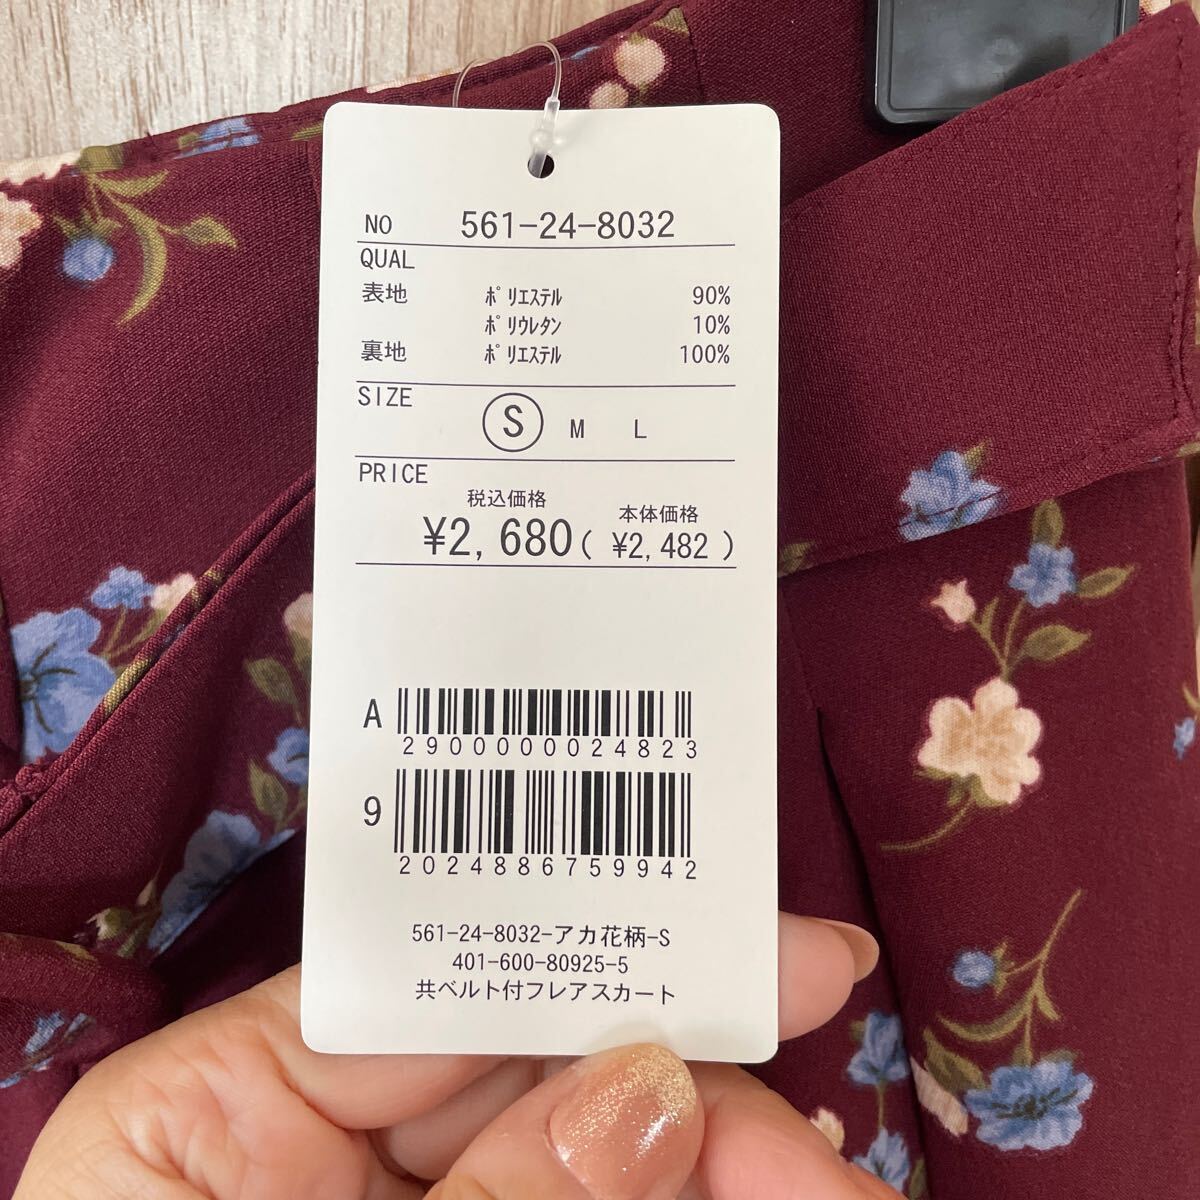 NO 561-24-8032
QUAL
表地 ﾎﾟﾘｴｽﾃﾙ 90%
ﾎﾟﾘｳﾚﾀﾝ 10%
裏地 ﾎﾟﾘｴｽﾃﾙ 100%
SIZE
S M L
PRICE
税込価格 本体価格
¥2,680( ¥2,482 )
A
2900000024823
9
2024886759942
561-24-8032-アカ花柄-S
401-600-80925-5
共ベルト付フレアスカート